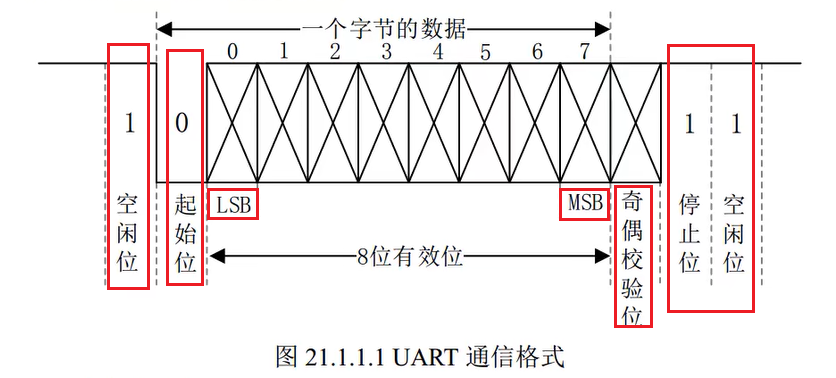 一个字节的数据
0 1 2 3 4 5 6 7
1 0 1 1
空闲位 起始位 LSB MSB 奇偶校验位 停止位 空闲位
8位有效位
图 21.1.1.1 UART 通信格式